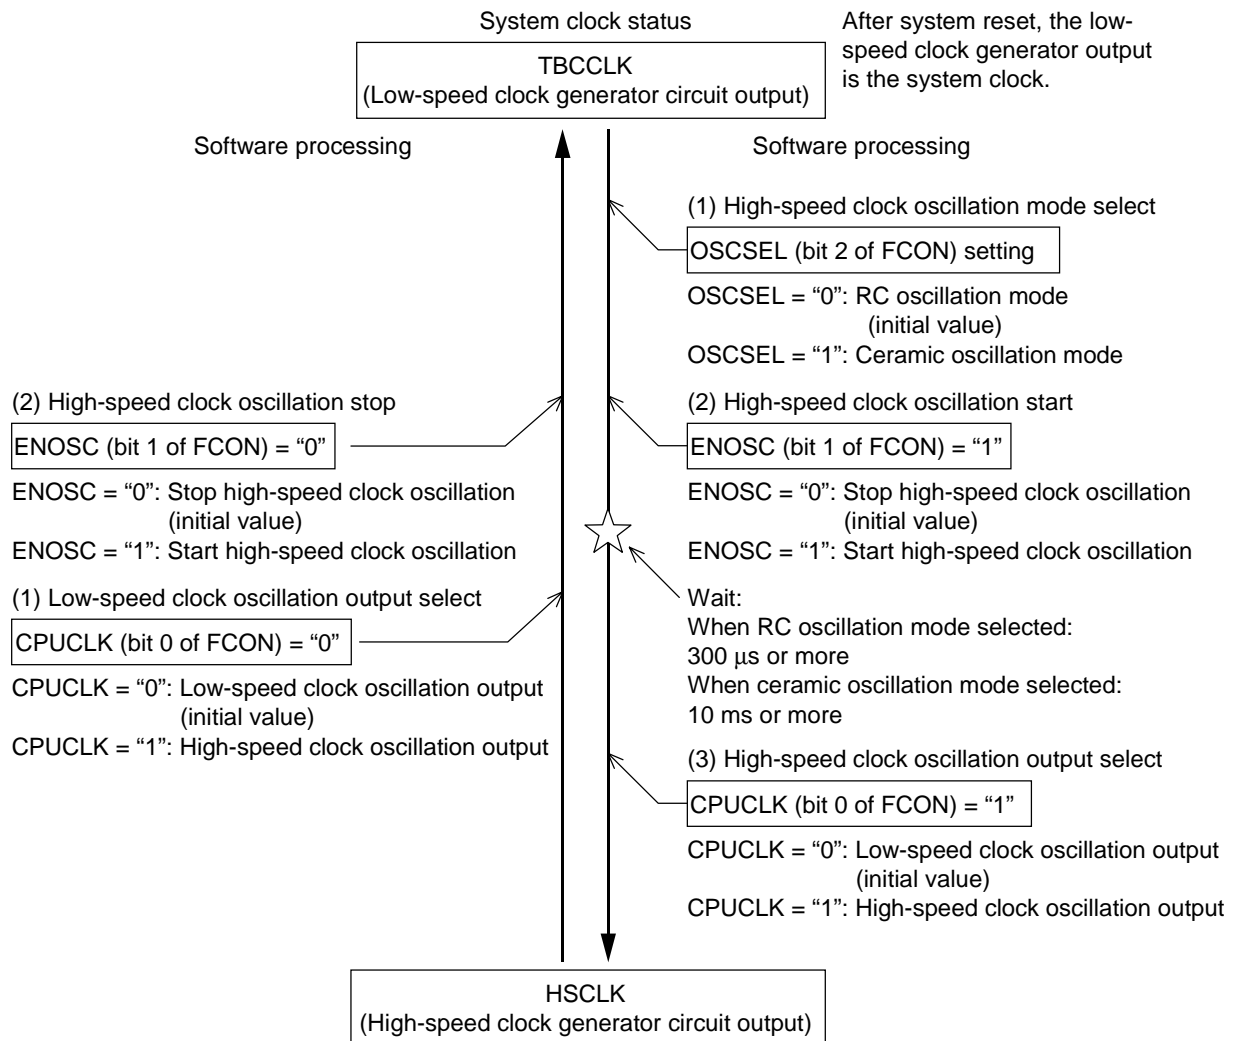 System clock status
After system reset, the low-
speed clock generator output
is the system clock.
TBCCLK
(Low-speed clock generator circuit output)
Software processing
Software processing
(1) High-speed clock oscillation mode select
OSCSEL (bit 2 of FCON) setting
OSCSEL = “0”: RC oscillation mode
(initial value)
OSCSEL = “1”: Ceramic oscillation mode
(2) High-speed clock oscillation start
ENOSC (bit 1 of FCON) = “1”
ENOSC = “0”: Stop high-speed clock oscillation
(initial value)
ENOSC = “1”: Start high-speed clock oscillation
Wait:
When RC oscillation mode selected:
300 μs or more
When ceramic oscillation mode selected:
10 ms or more
(3) High-speed clock oscillation output select
CPUCLK (bit 0 of FCON) = “1”
CPUCLK = “0”: Low-speed clock oscillation output
(initial value)
CPUCLK = “1”: High-speed clock oscillation output
(2) High-speed clock oscillation stop
ENOSC (bit 1 of FCON) = “0”
ENOSC = “0”: Stop high-speed clock oscillation
(initial value)
ENOSC = “1”: Start high-speed clock oscillation
(1) Low-speed clock oscillation output select
CPUCLK (bit 0 of FCON) = “0”
CPUCLK = “0”: Low-speed clock oscillation output
(initial value)
CPUCLK = “1”: High-speed clock oscillation output
HSCLK
(High-speed clock generator circuit output)